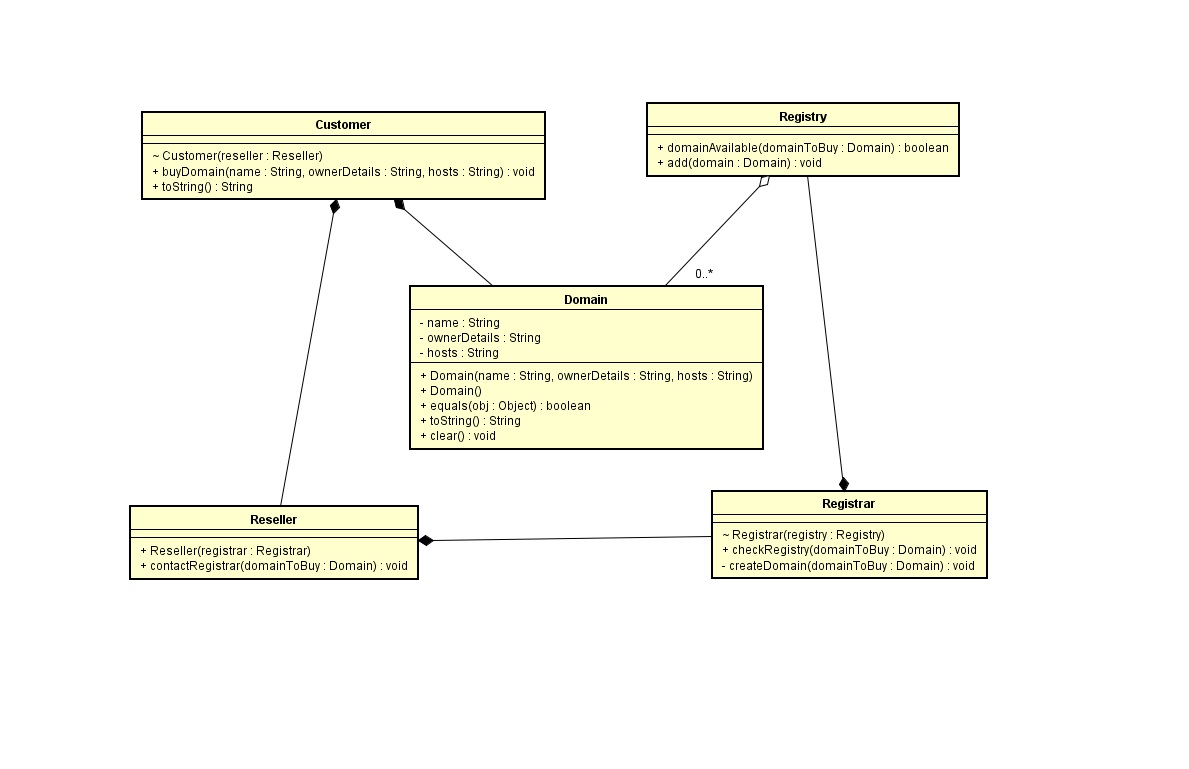 Customer
~ Customer(reseller : Reseller)
+ buyDomain(name : String, ownerDetails : String, hosts : String) : void
+ toString() : String
Registry
+ domainAvailable(domainToBuy : Domain) : boolean
+ add(domain : Domain) : void
0..*
Domain
- name : String
- ownerDetails : String
- hosts : String
+ Domain(name : String, ownerDetails : String, hosts : String)
+ Domain()
+ equals(obj : Object) : boolean
+ toString() : String
+ clear() : void
Reseller
+ Reseller(registrar : Registrar)
+ contactRegistrar(domainToBuy : Domain) : void
Registrar
~ Registrar(registry : Registry)
+ checkRegistry(domainToBuy : Domain) : void
- createDomain(domainToBuy : Domain) : void